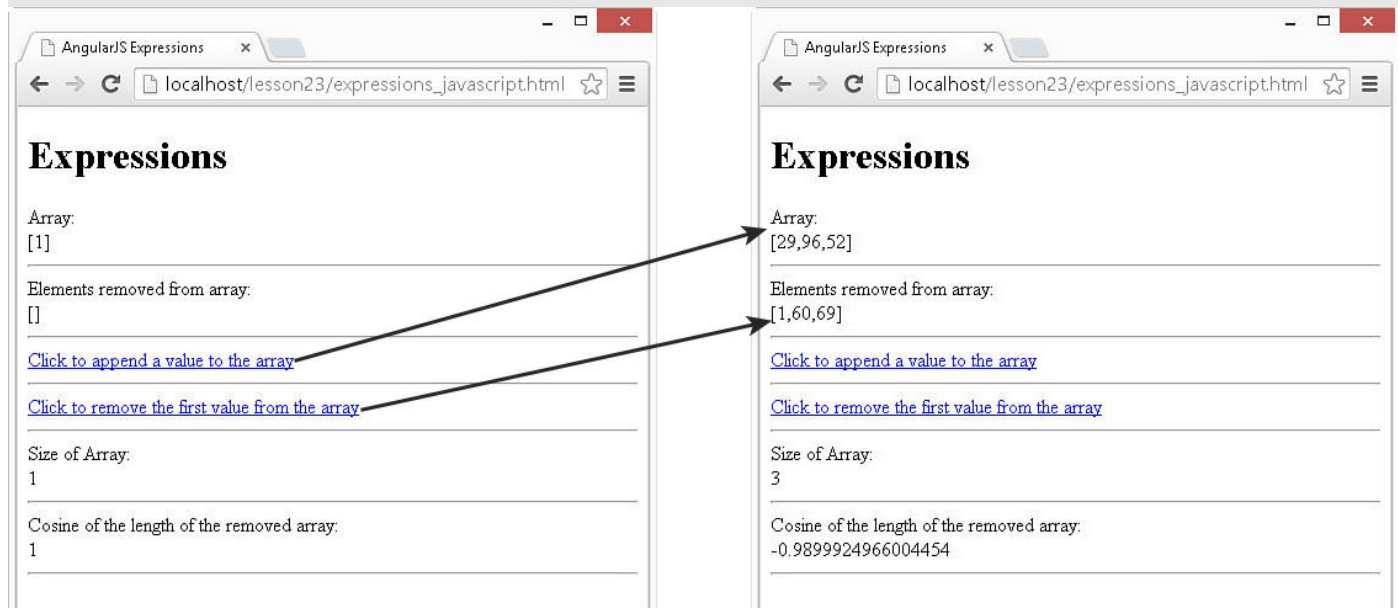 AngularJS Expressions
localhost/lesson23/expressions_javascript.html
Expressions
Array:
[1]
Elements removed from array:
[]
Click to append a value to the array
Click to remove the first value from the array
Size of Array:
1
Cosine of the length of the removed array:
1
AngularJS Expressions
localhost/lesson23/expressions_javascript.html
Expressions
Array:
[29,96,52]
Elements removed from array:
[1,60,69]
Click to append a value to the array
Click to remove the first value from the array
Size of Array:
3
Cosine of the length of the removed array:
-0.9899924966004454